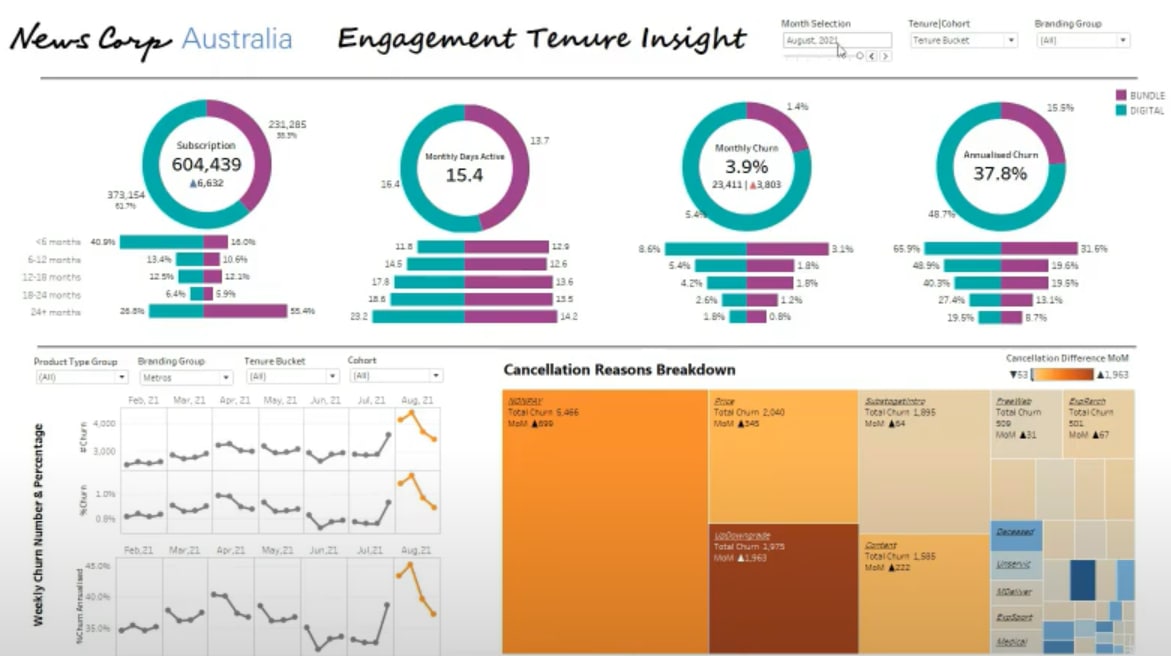 News Corp Australia
Engagement Tenure Insight
Month Selection
August, 2021
Tenure|Cohort
Tenure Bucket
Branding Group
(All)
BUNDLE
DIGITAL
Subscription
604,439
▲6,632
231,285
373,154
61.7%
Monthly Days Active
15.4
13.7
16.4
Monthly Churn
3.9%
23,411 | ▲3,803
1.4%
5.4%
Annualised Churn
37.8%
15.5%
48.7%
<6 months 40.9% 16.0%
6-12 months 13.4% 10.6%
12-18 months 12.5% 12.1%
18-24 months 6.4% 5.9%
24+ months 26.8% 55.4%
11.8 12.9
14.5 12.6
17.8 13.6
18.6 13.5
23.2 14.2
8.6% 3.1%
5.4% 1.8%
4.2% 1.8%
2.6% 1.2%
1.8% 0.8%
65.9% 31.6%
48.9% 19.6%
40.3% 19.5%
27.4% 13.1%
19.5% 8.7%
Product Type Group
(All)
Branding Group
Metros
Tenure Bucket
(All)
Cohort
(All)
Weekly Churn Number & Percentage
Feb, 21 Mar, 21 Apr, 21 May, 21 Jun, 21 Jul, 21 Aug, 21
# Churn
4,000
3,000
% Churn
1.0%
0.8%
Feb, 21 Mar, 21 Apr, 21 May, 21 Jun, 21 Jul, 21 Aug, 21
% Churn Annualised
45.0%
40.0%
35.0%
Cancellation Reasons Breakdown
Cancellation Difference MoM
▼53 ▲1,963
NONPAY
Total Churn 5,466
MoM ▲699
Price
Total Churn 2,040
MoM ▲346
UpDowngrade
Total Churn 1,975
MoM ▲1,963
Substogetintro
Total Churn 1,895
MoM ▲64
Content
Total Churn 1,585
MoM ▲222
FreeWeb
Total Churn
509
MoM ▲31
ExpRerch
Total Churn
501
MoM ▲67
Deceased
Unservic
MDeliver
ExpSport
Medical